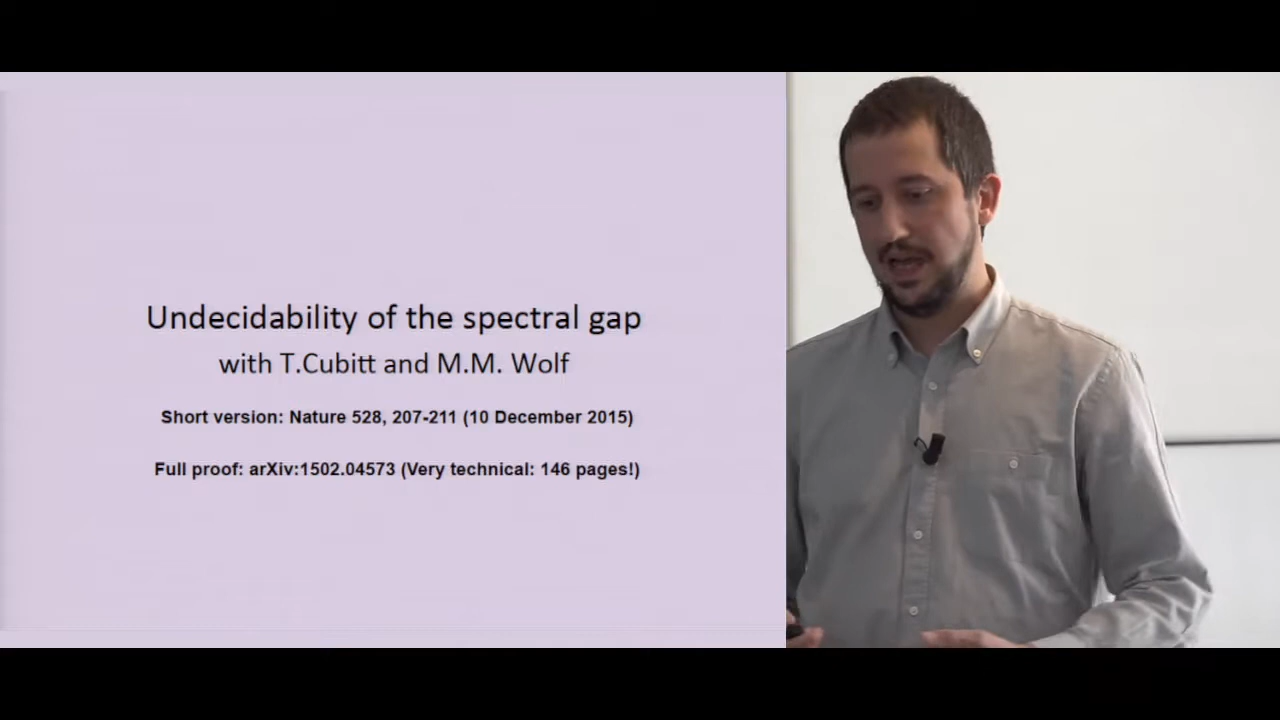 Undecidability of the spectral gap
with T.Cubitt and M.M. Wolf
Short version: Nature 528, 207-211 (10 December 2015)
Full proof: arXiv:1502.04573 (Very technical: 146 pages!)